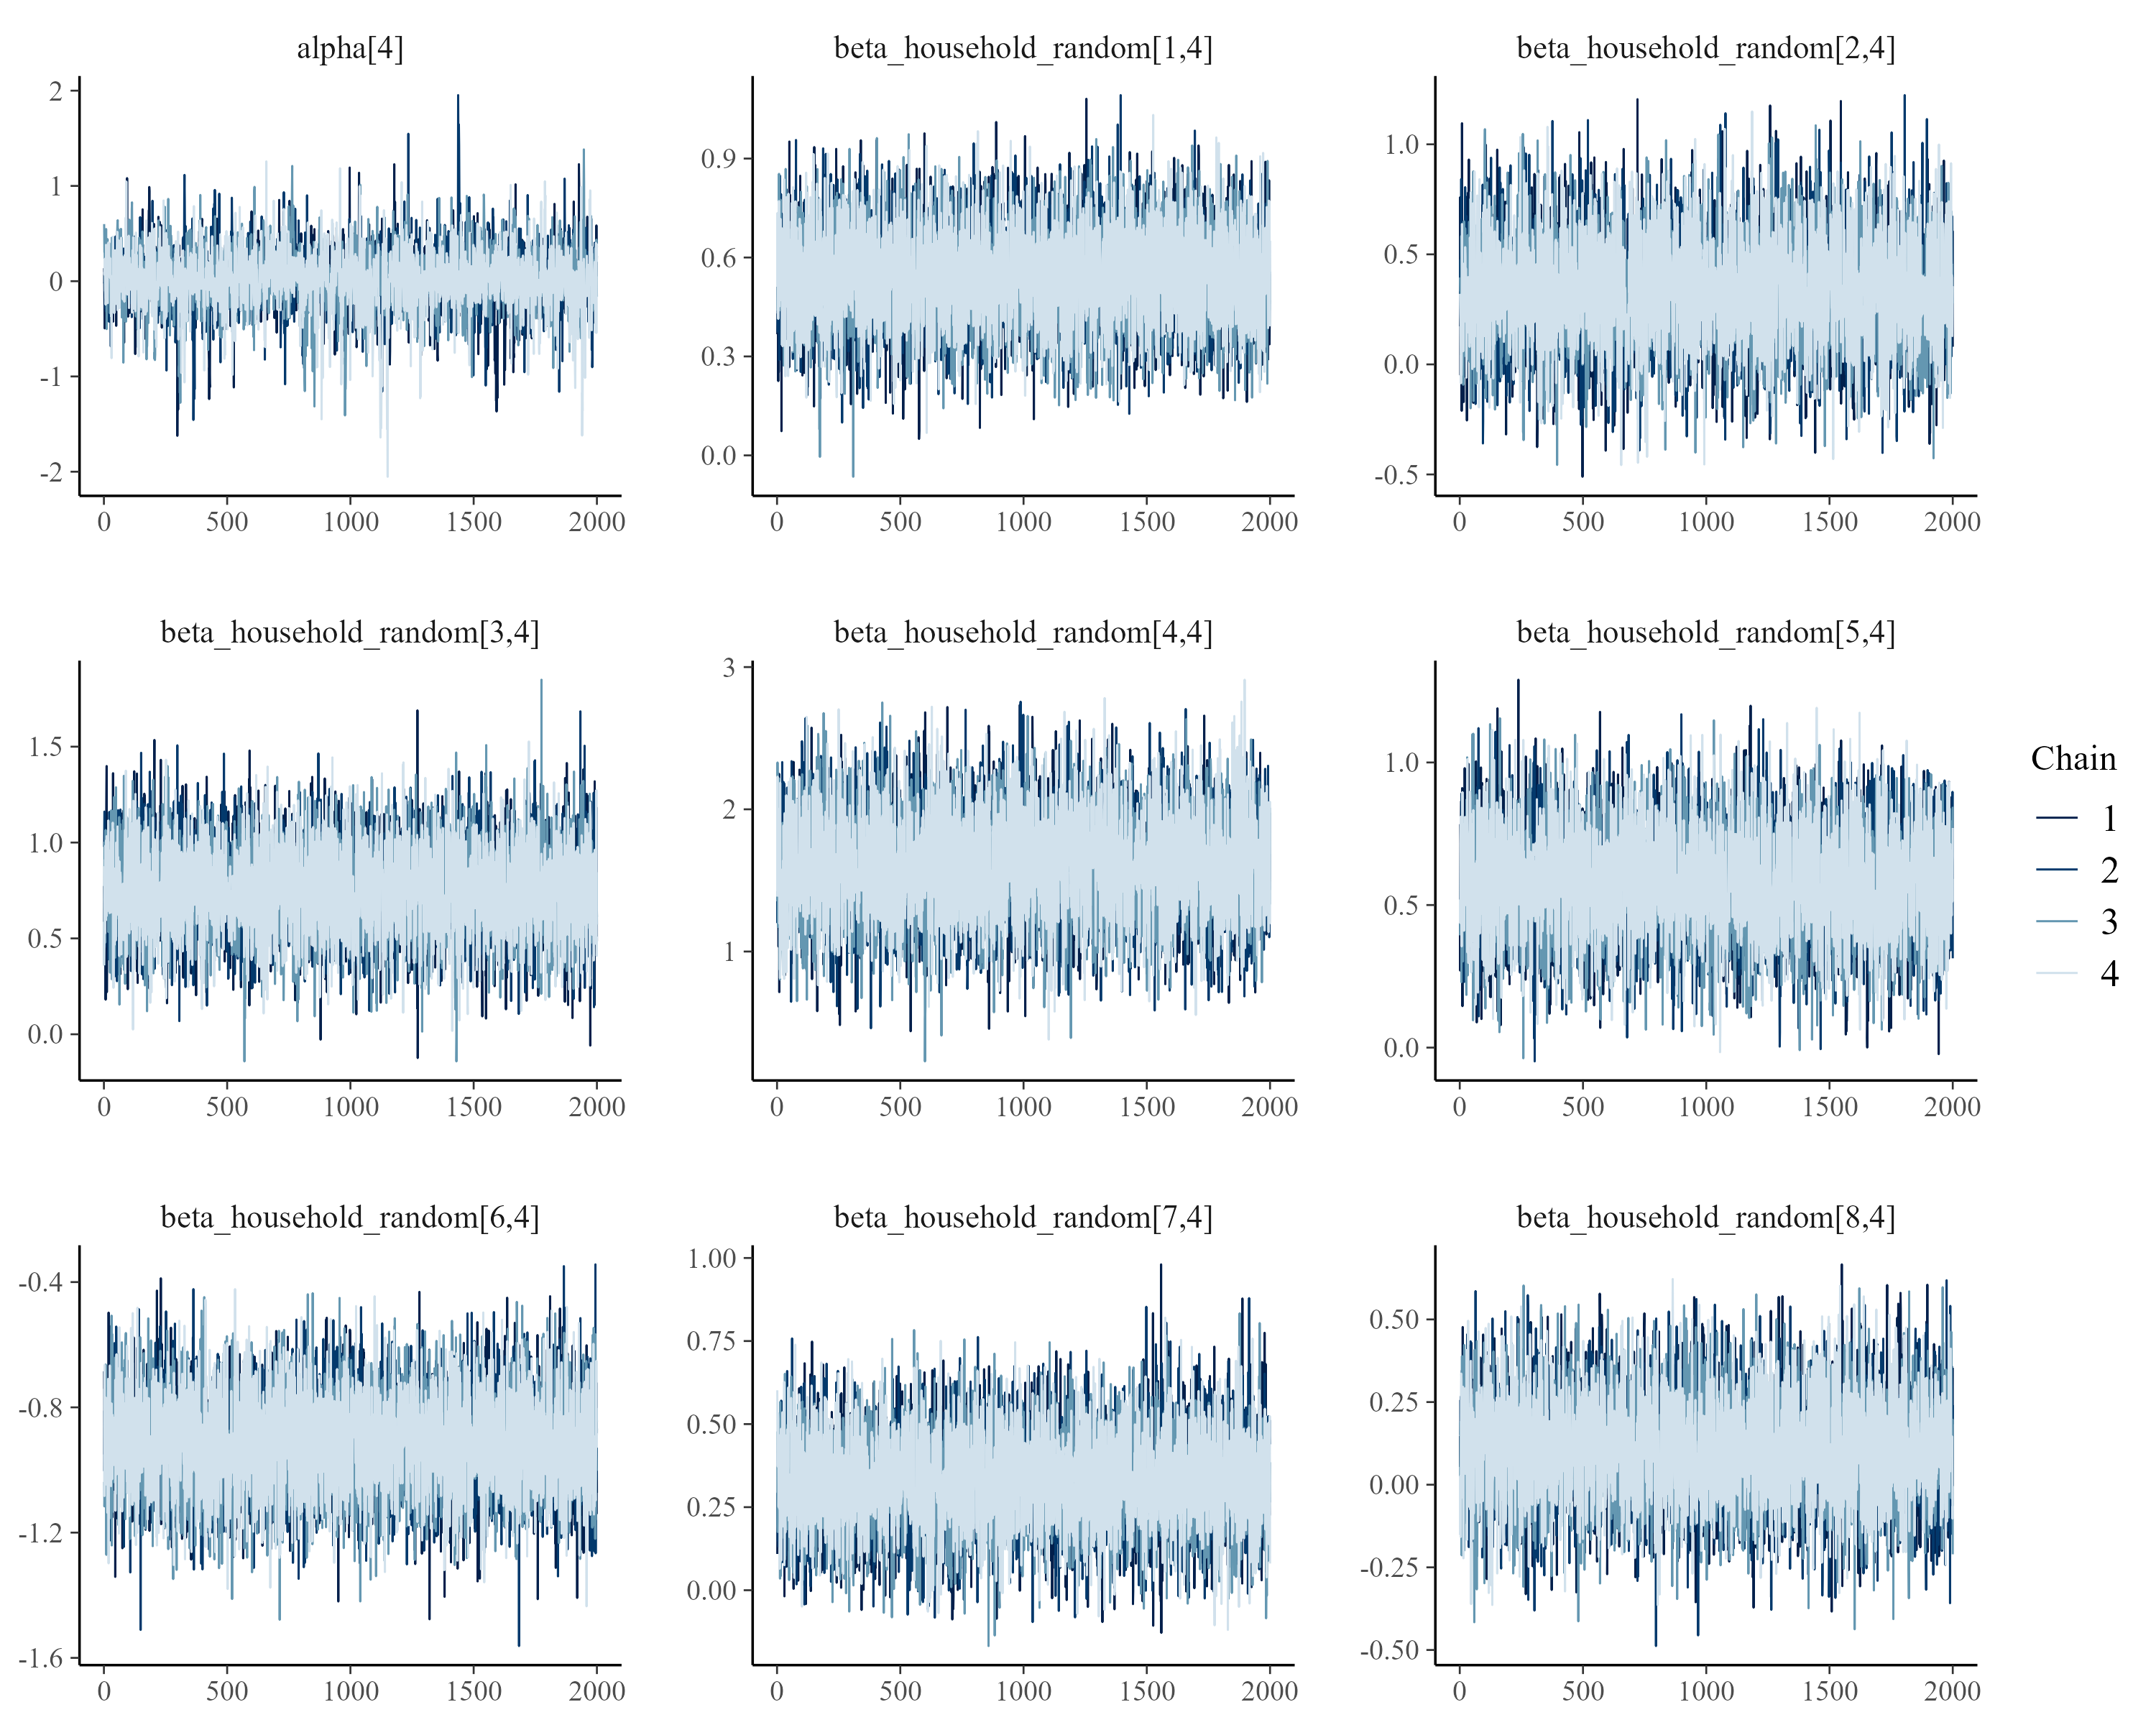 alpha[4]
beta_household_random[1,4]
beta_household_random[2,4]
2
1
0
-1
-2
0.9
0.6
0.3
0.0
1.0
0.5
0.0
-0.5
0 500 1000 1500 2000
0 500 1000 1500 2000
0 500 1000 1500 2000
beta_household_random[3,4]
beta_household_random[4,4]
beta_household_random[5,4]
1.5
1.0
0.5
0.0
3
2
1
1.0
0.5
0.0
0 500 1000 1500 2000
0 500 1000 1500 2000
0 500 1000 1500 2000
Chain
1
2
3
4
beta_household_random[6,4]
beta_household_random[7,4]
beta_household_random[8,4]
-0.4
-0.8
-1.2
-1.6
1.00
0.75
0.50
0.25
0.00
0.50
0.25
0.00
-0.25
-0.50
0 500 1000 1500 2000
0 500 1000 1500 2000
0 500 1000 1500 2000